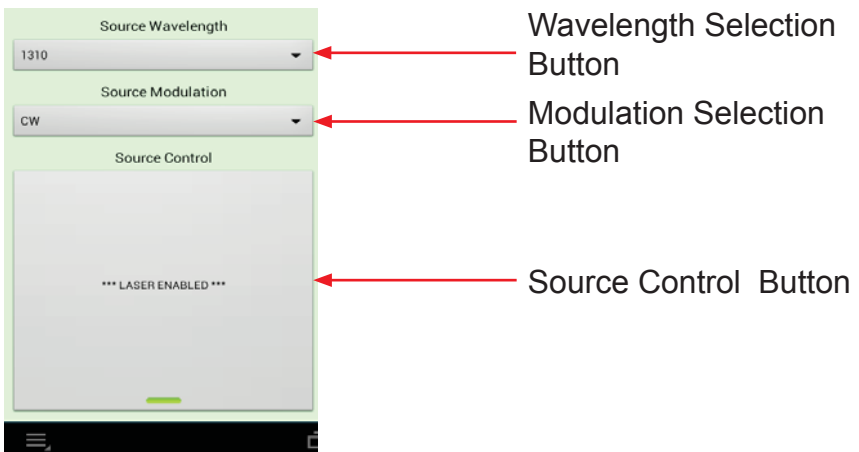 Source Wavelength
1310
Source Modulation
CW
Source Control
*** LASER ENABLED ***
Wavelength Selection
Button
Modulation Selection
Button
Source Control  Button